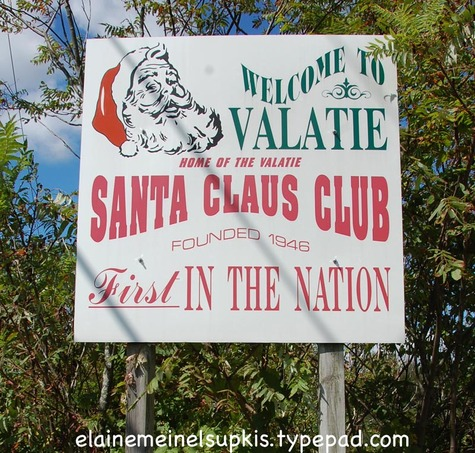 WELCOME TO
VALATIE
HOME OF THE VALATIE
SANTA CLAUS CLUB
FOUNDED 1946
First IN THE NATION
elainemeinelsupkis.typepad.com